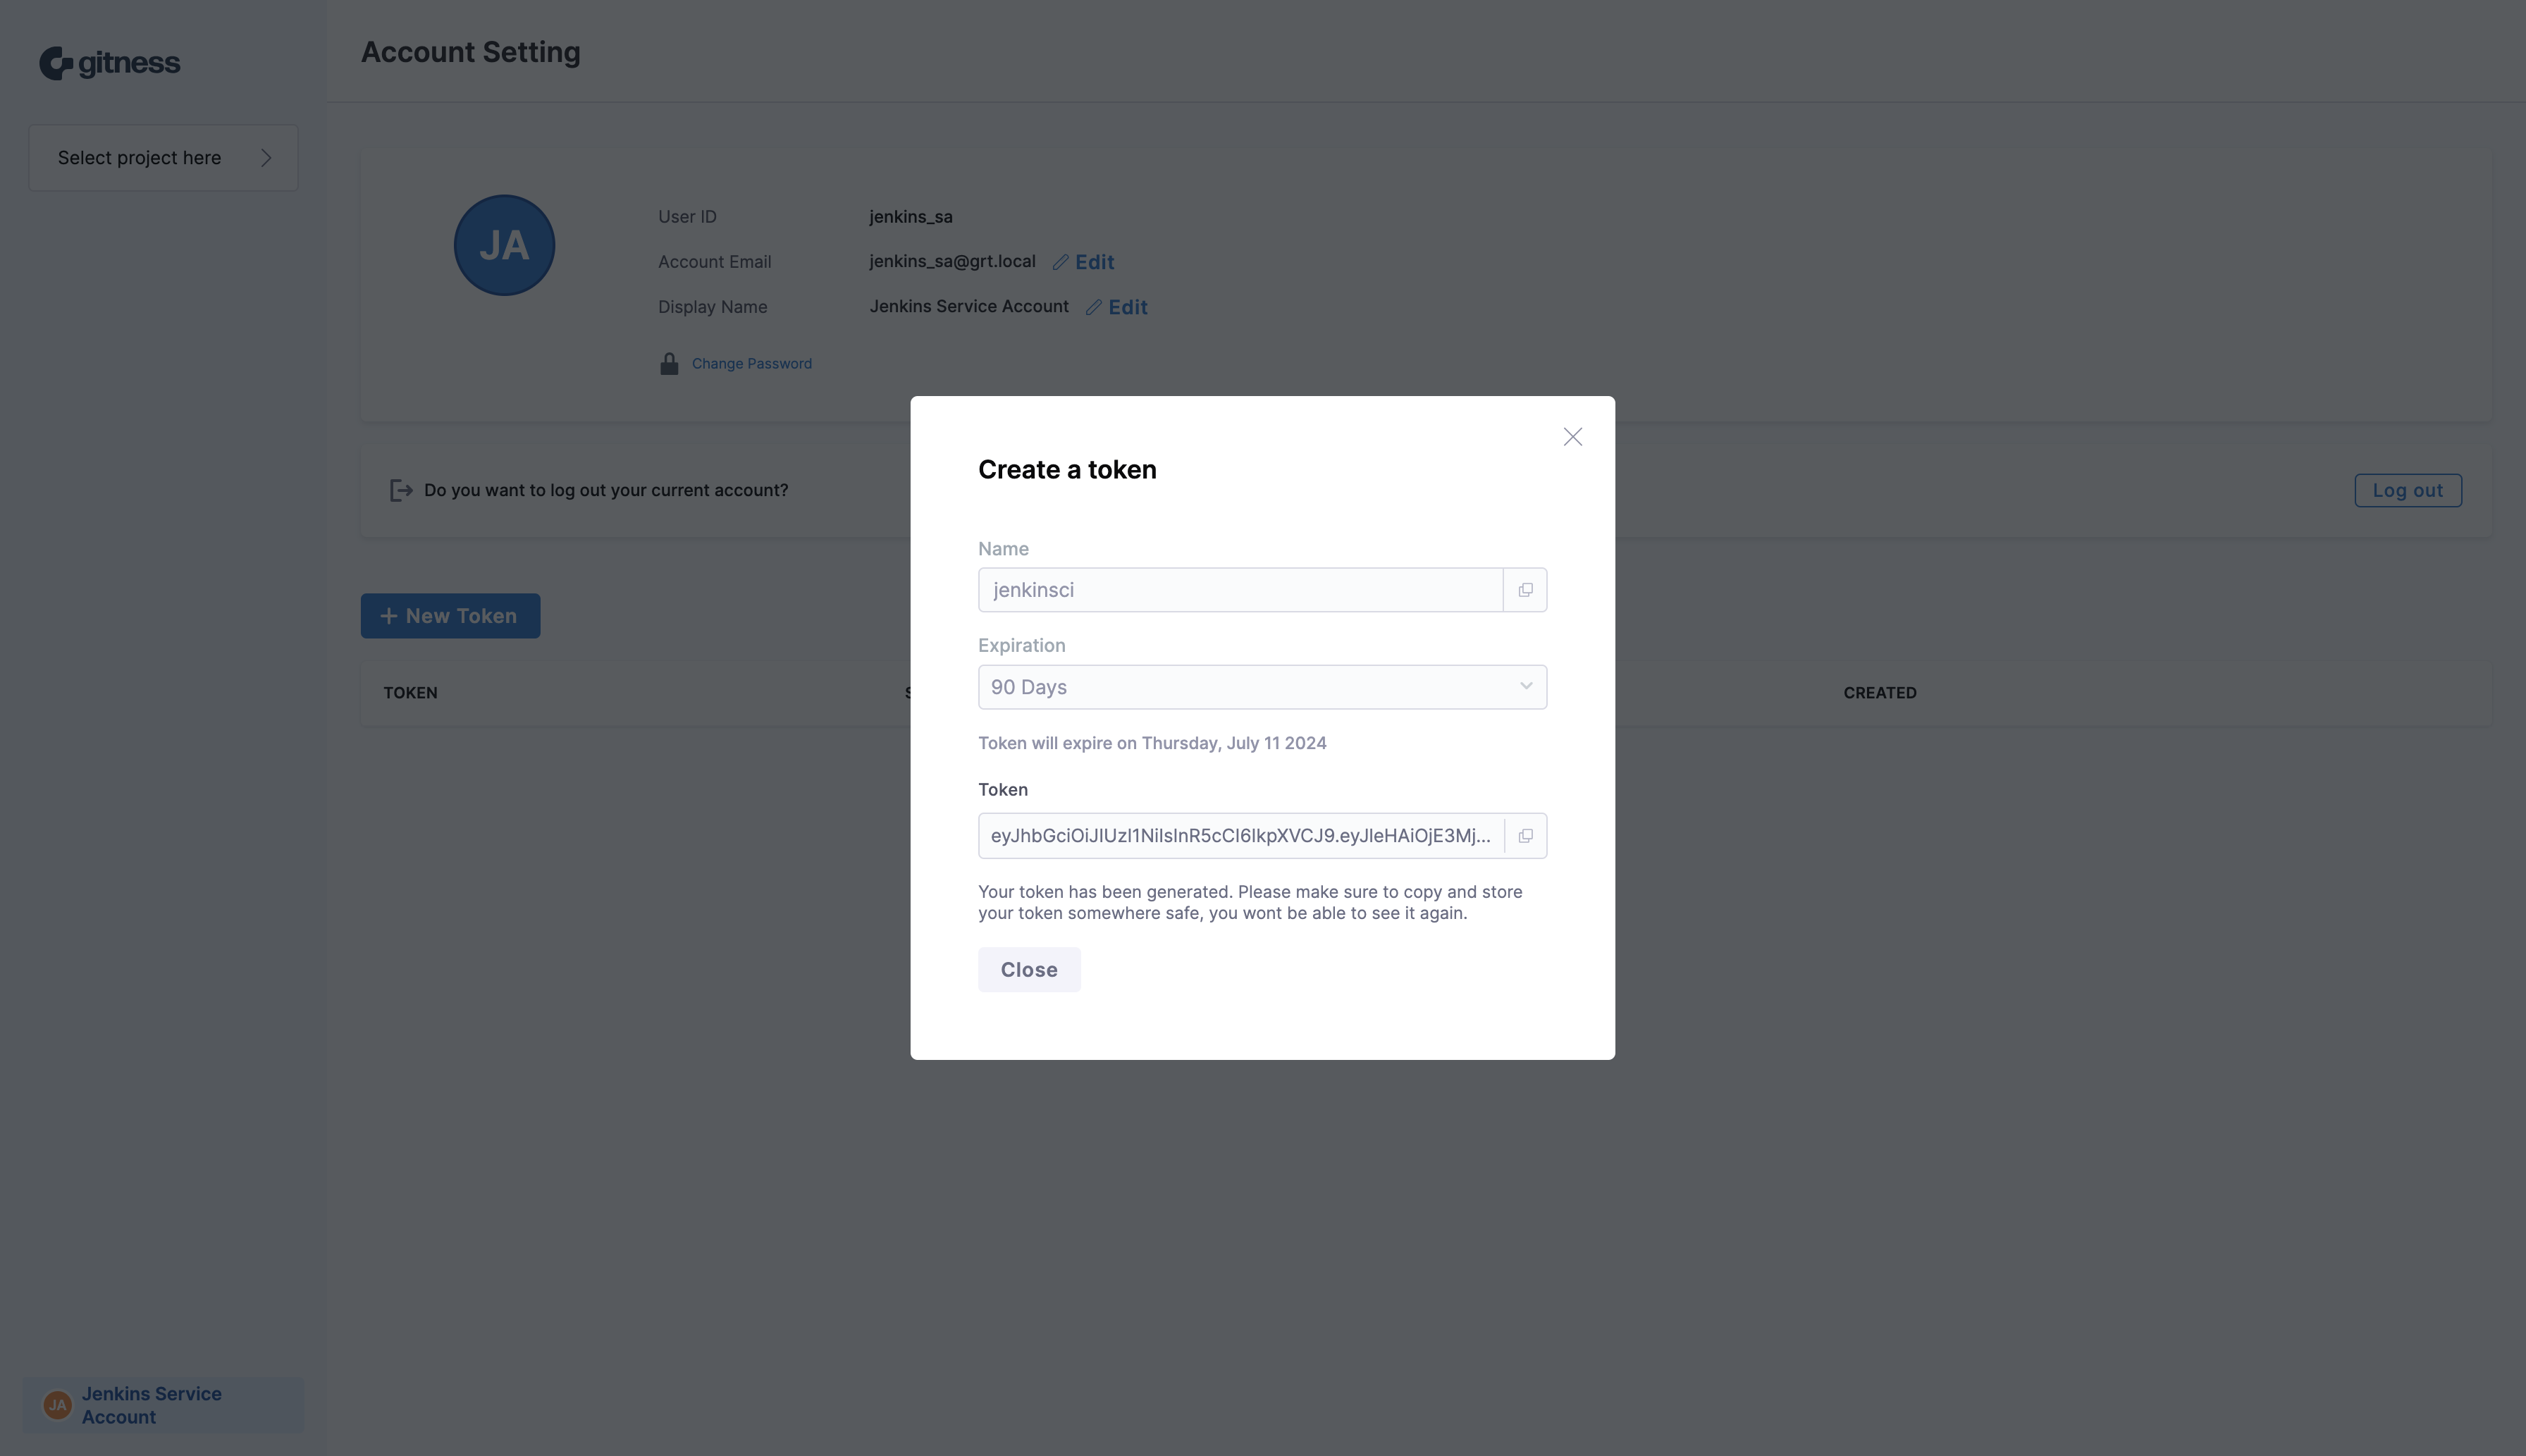 gitness
Select project here
Account Setting
JA
User ID
jenkins_sa
Account Email
jenkins_sa@grt.local
Edit
Display Name
Jenkins Service Account
Edit
Change Password
Do you want to log out your current account?
Log out
+ New Token
TOKEN
CREATED
Create a token
Name
jenkinsci
Expiration
90 Days
Token will expire on Thursday, July 11 2024
Token
eyJhbGciOiJIUzI1NiIsInR5cCI6IkpXVCJ9.eyJleHAiOjE3Mj...
Your token has been generated. Please make sure to copy and store
your token somewhere safe, you wont be able to see it again.
Close
JA
Jenkins Service
Account